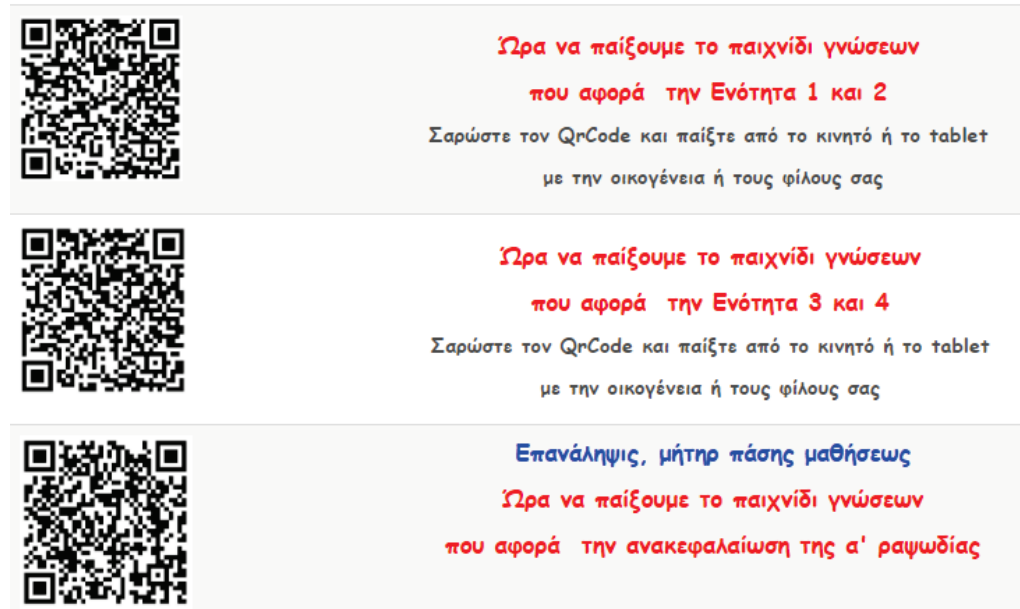 Ώρα να παίξουμε το παιχνίδι γνώσεων
που αφορά την Ενότητα 1 και 2
Σαρώστε τον QrCode και παίξτε από το κινητό ή το tablet
με την οικογένεια ή τους φίλους σας
Ώρα να παίξουμε το παιχνίδι γνώσεων
που αφορά την Ενότητα 3 και 4
Σαρώστε τον QrCode και παίξτε από το κινητό ή το tablet
με την οικογένεια ή τους φίλους σας
Επανάληψις, μήτηρ πάσης μαθήσεως
Ώρα να παίξουμε το παιχνίδι γνώσεων
που αφορά την ανακεφαλαίωση της α' ραψωδίας